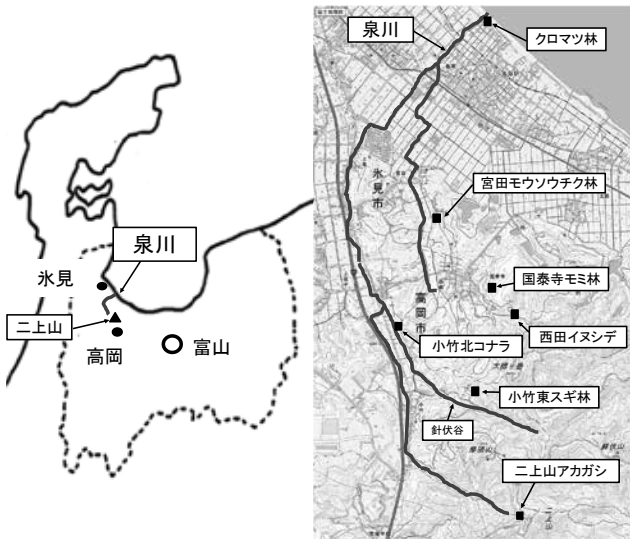 泉川
氷見
二上山
高岡
富山
泉川
クロマツ林
氷見市
宮田モウソウチク林
国泰寺モミ林
高岡市
西田イヌシデ
小竹北コナラ
小竹東スギ林
針伏谷
二上山アカガシ
二上山